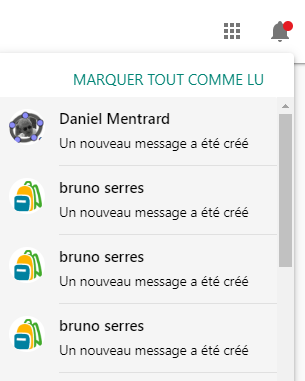 MARQUER TOUT COMME LU
Daniel Mentrard
Un nouveau message a été créé
bruno serres
Un nouveau message a été créé
bruno serres
Un nouveau message a été créé
bruno serres
Un nouveau message a été créé